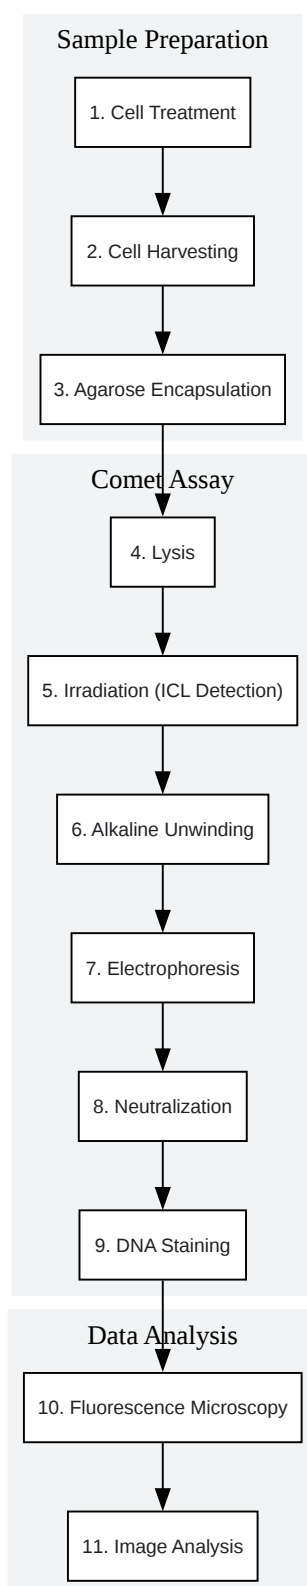 Sample Preparation
1. Cell Treatment
2. Cell Harvesting
3. Agarose Encapsulation
Comet Assay
4. Lysis
5. Irradiation (ICL Detection)
6. Alkaline Unwinding
7. Electrophoresis
8. Neutralization
9. DNA Staining
Data Analysis
10. Fluorescence Microscopy
11. Image Analysis